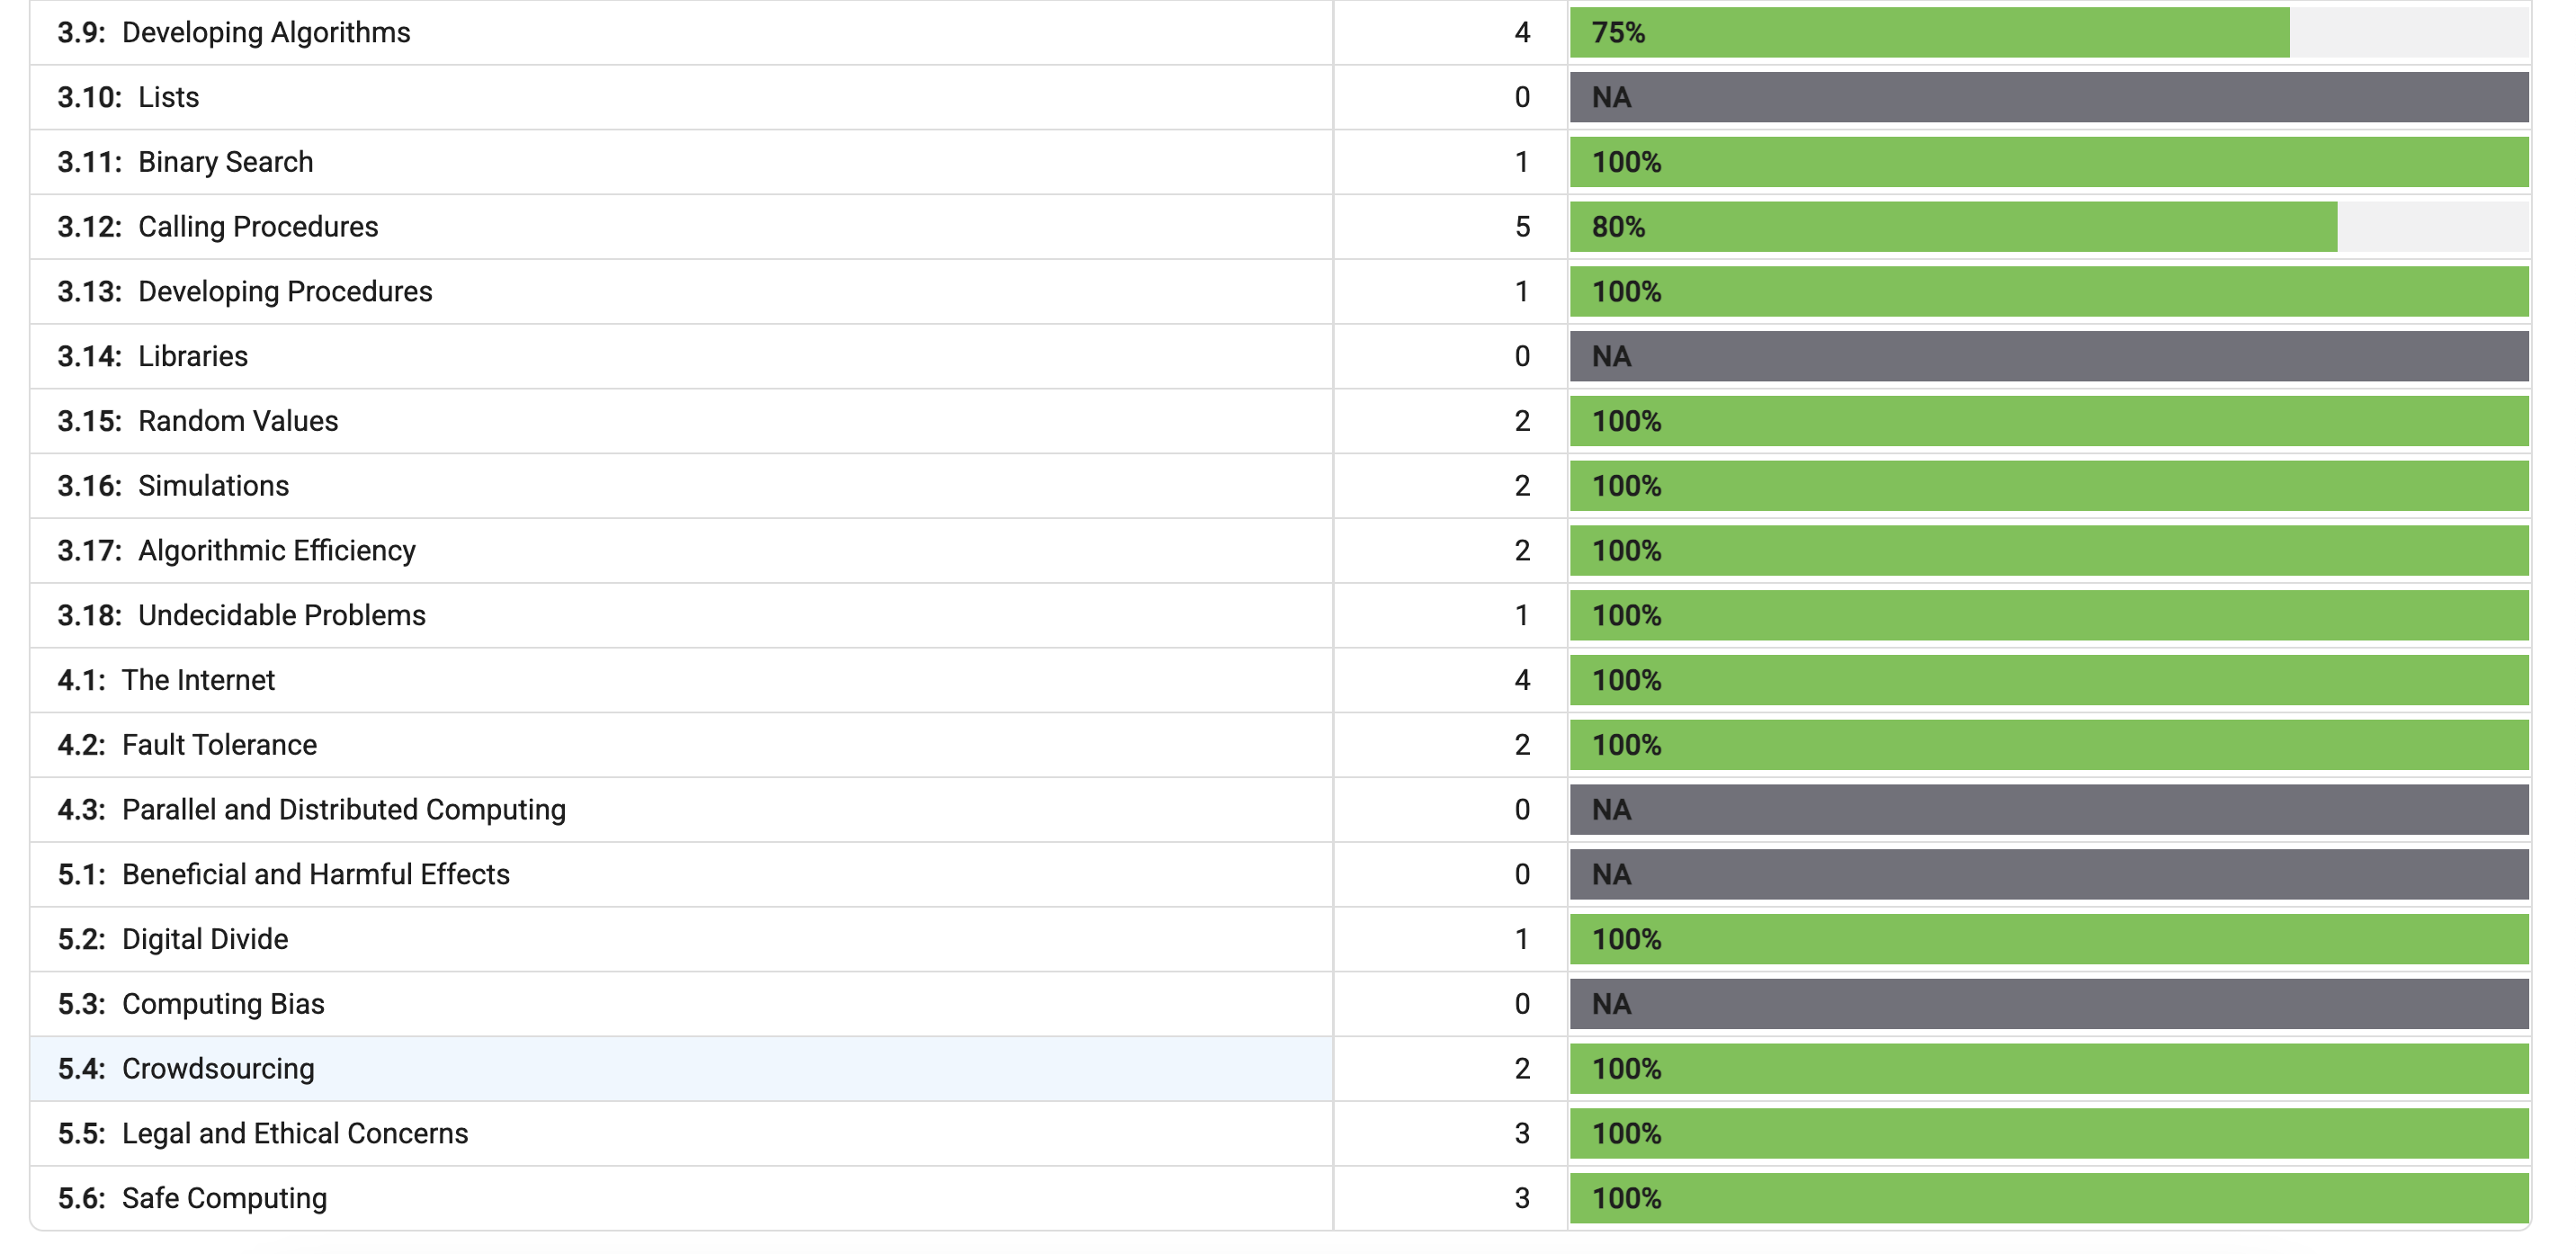 3.9: Developing Algorithms 4 75%
3.10: Lists 0 NA
3.11: Binary Search 1 100%
3.12: Calling Procedures 5 80%
3.13: Developing Procedures 1 100%
3.14: Libraries 0 NA
3.15: Random Values 2 100%
3.16: Simulations 2 100%
3.17: Algorithmic Efficiency 2 100%
3.18: Undecidable Problems 1 100%
4.1: The Internet 4 100%
4.2: Fault Tolerance 2 100%
4.3: Parallel and Distributed Computing 0 NA
5.1: Beneficial and Harmful Effects 0 NA
5.2: Digital Divide 1 100%
5.3: Computing Bias 0 NA
5.4: Crowdsourcing 2 100%
5.5: Legal and Ethical Concerns 3 100%
5.6: Safe Computing 3 100%